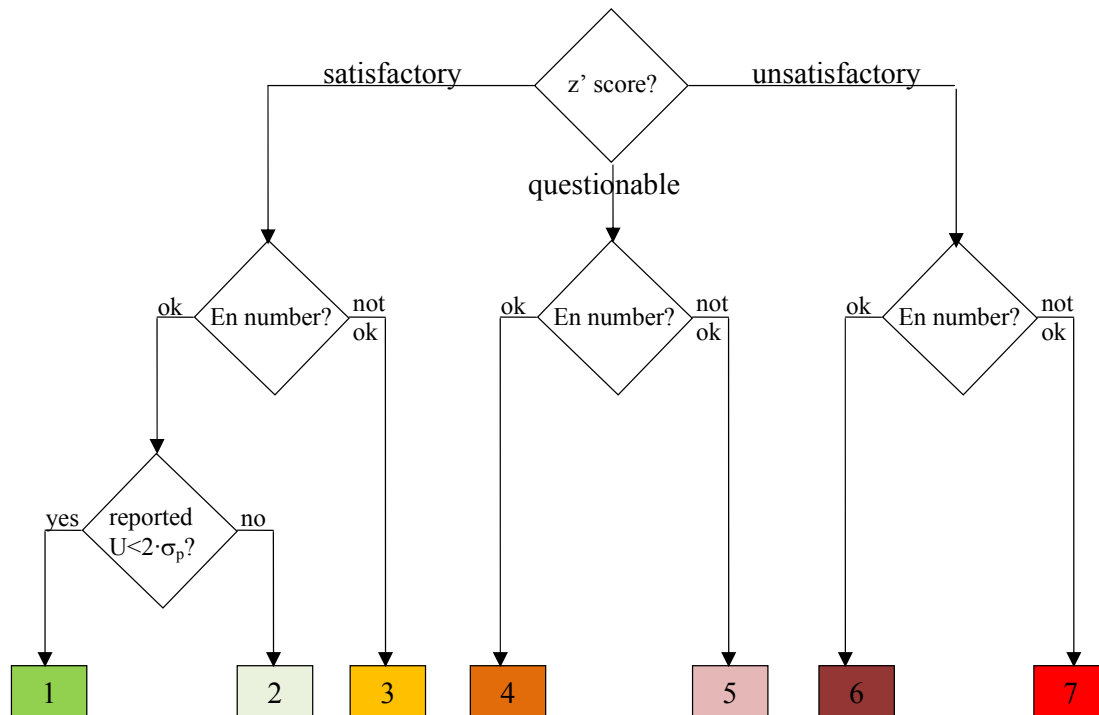 z’ score?
satisfactory
unsatisfactory
questionable
En number?
ok
not
ok
En number?
ok
not
ok
En number?
ok
not
ok
reported
U<2·σp?
yes
no
1
2
3
4
5
6
7